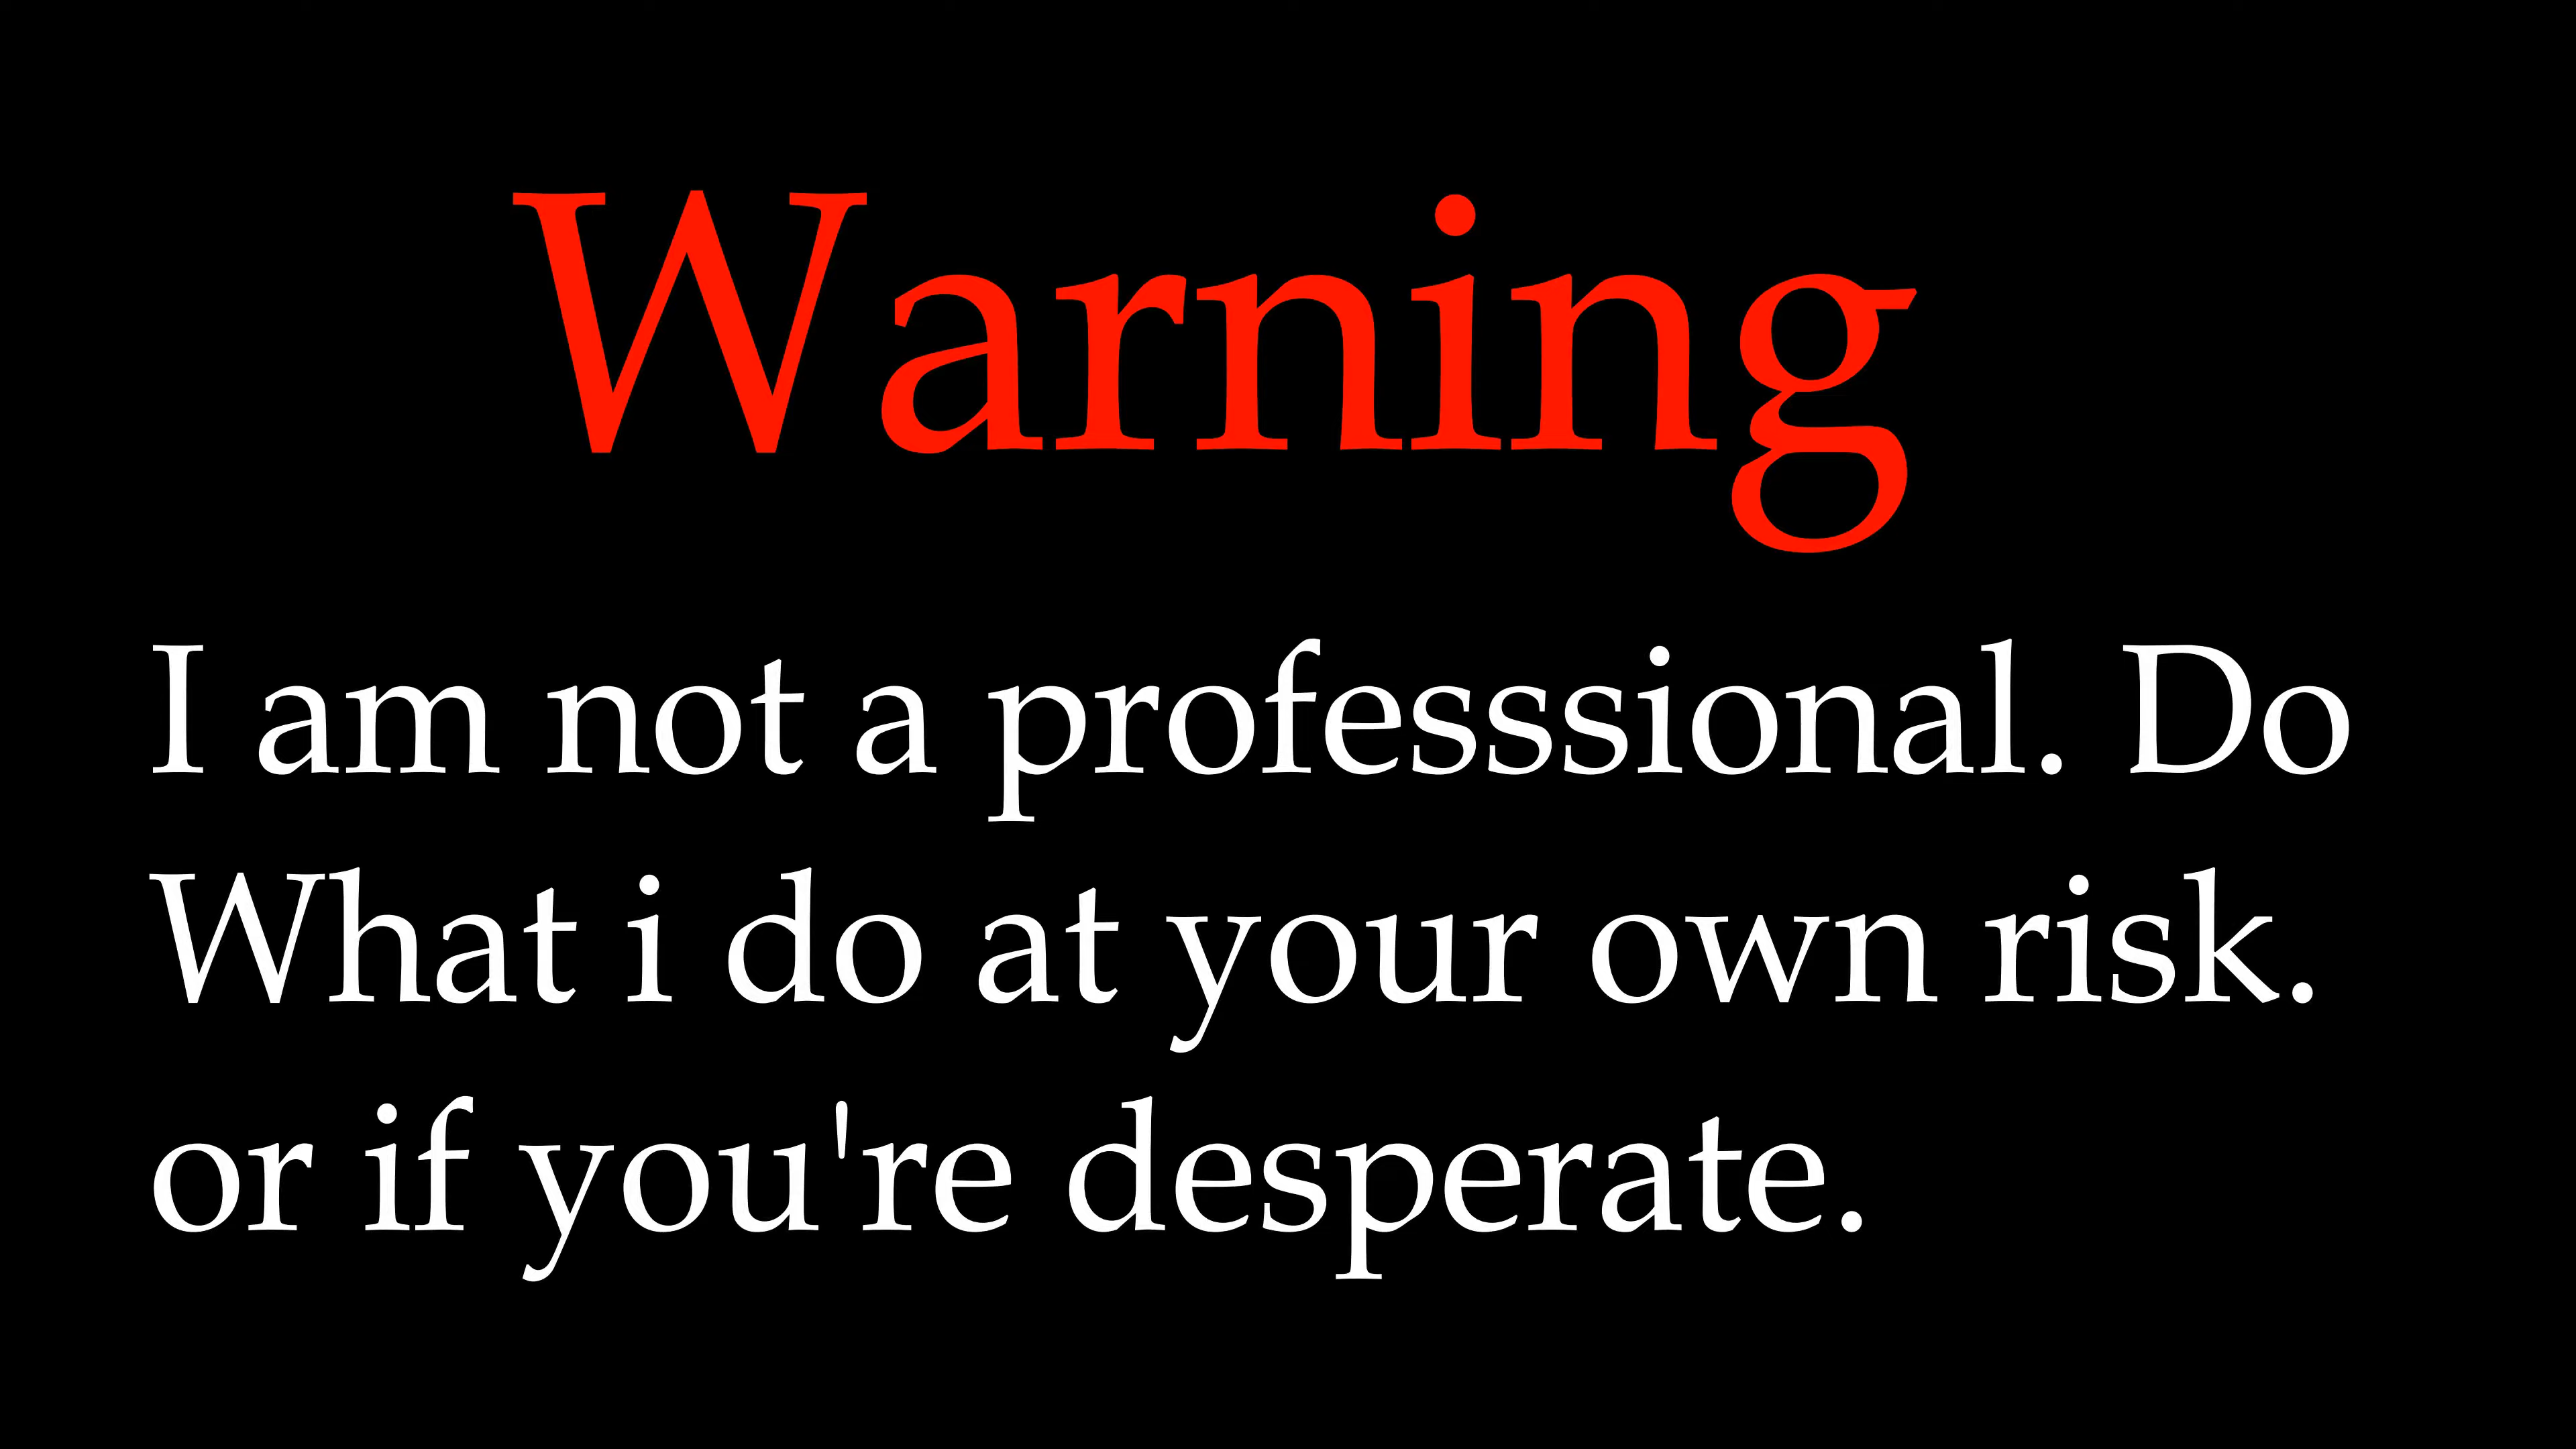 Warning
I am not a professsional. Do
What i do at your own risk.
or if you're desperate.